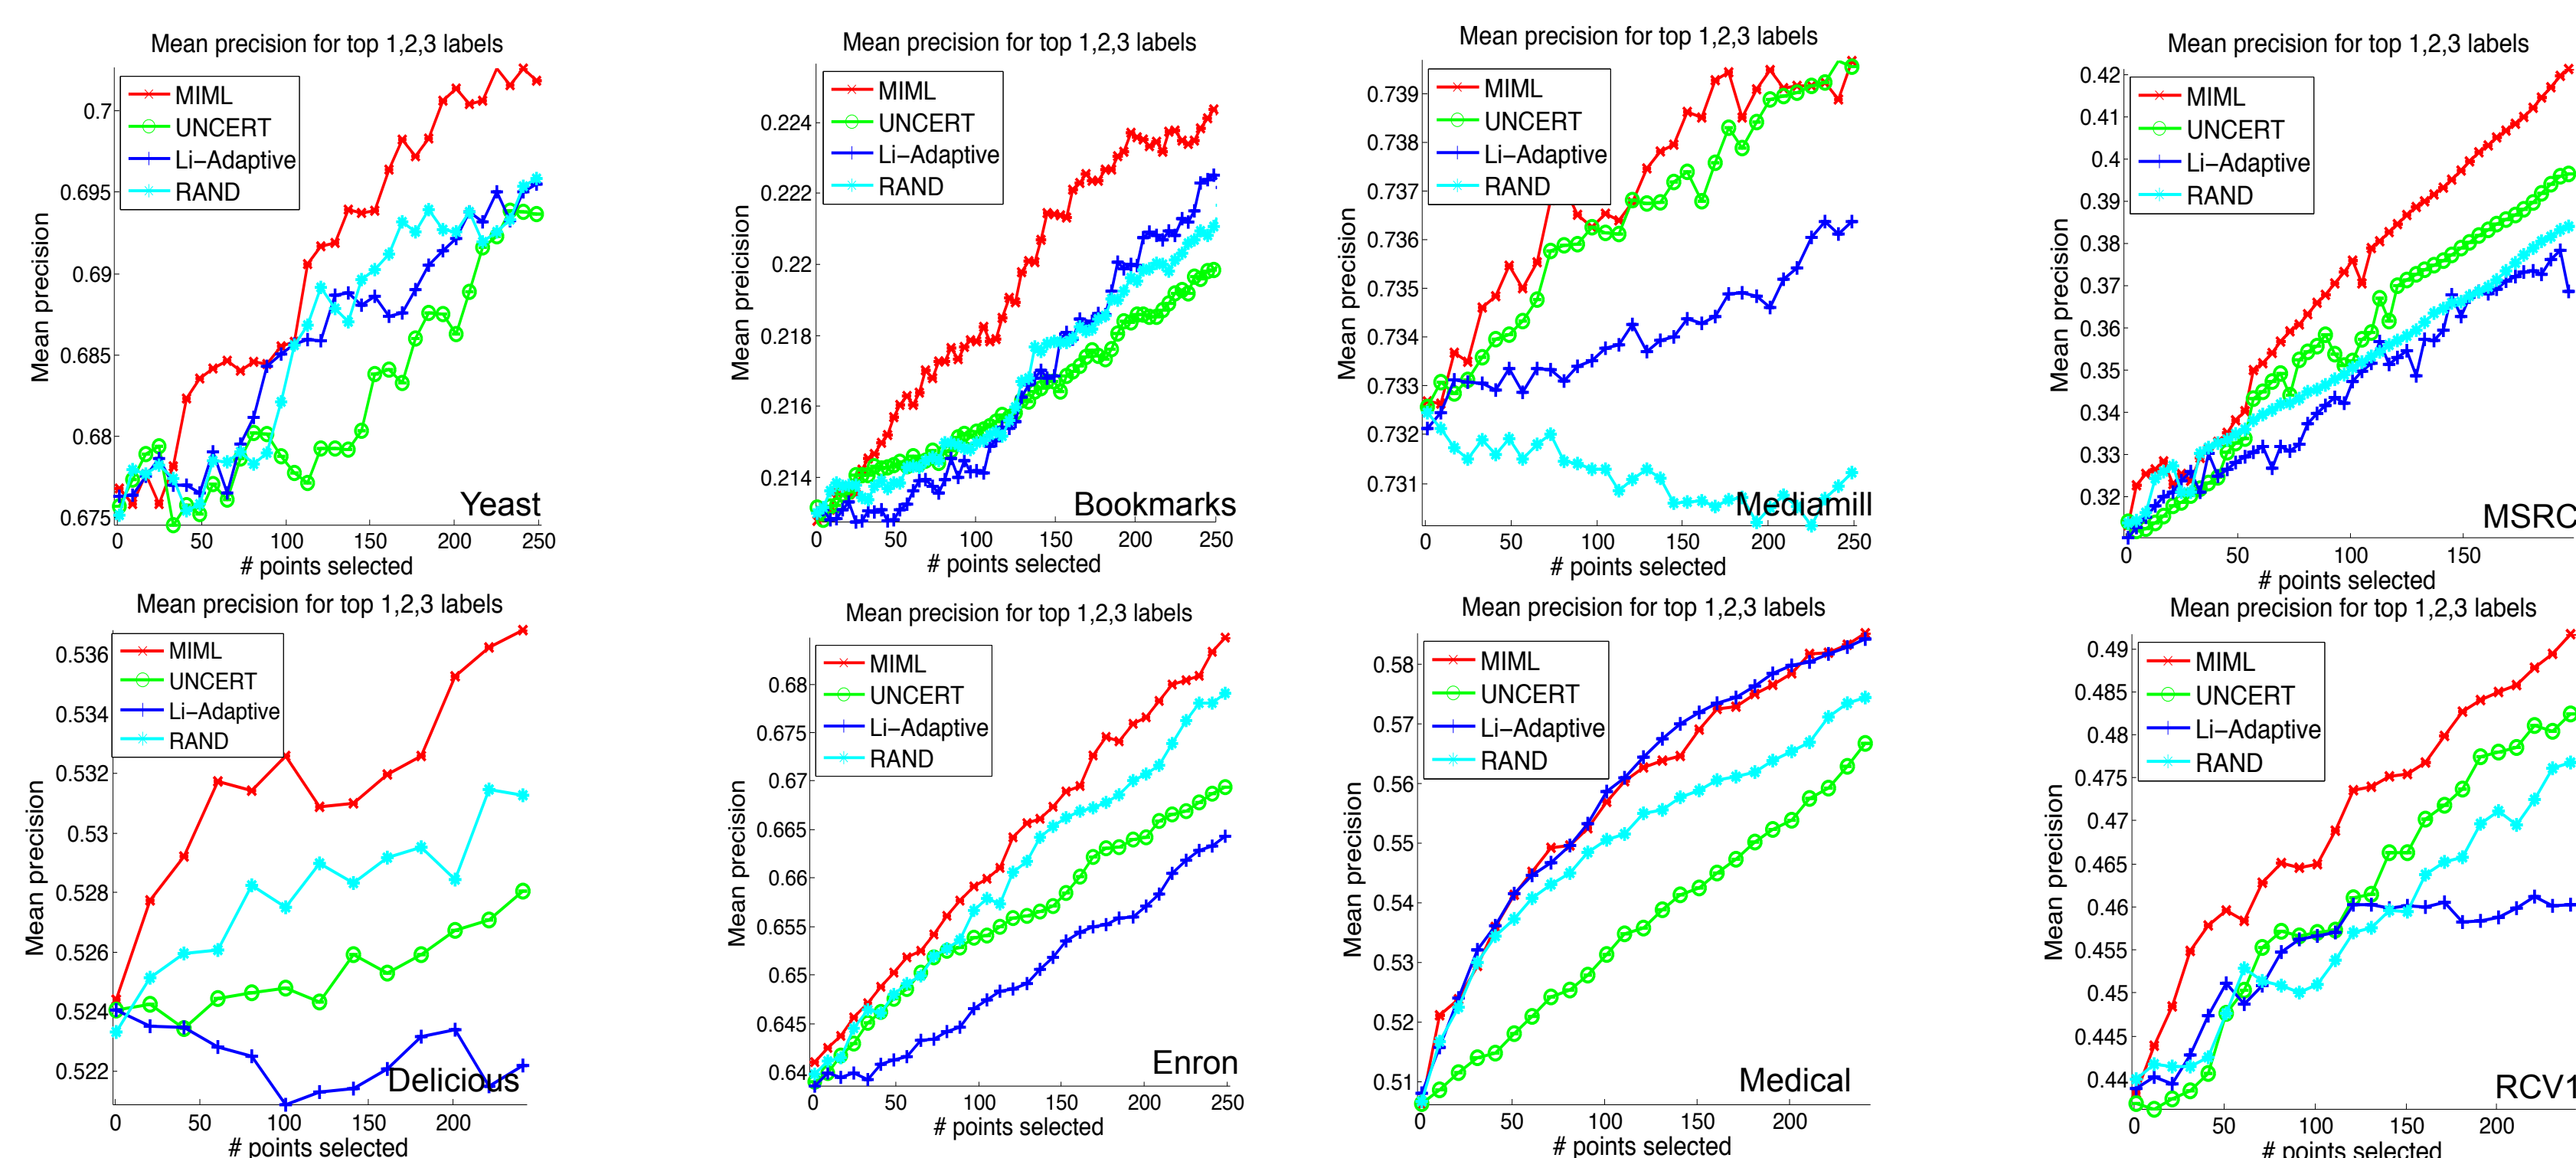 Mean precision for top 1,2,3 labels
MIML
UNCERT
Li-Adaptive
RAND
0.7
0.695
0.69
0.685
0.68
0.675
Mean precision
Yeast
0 50 100 150 200 250
# points selected
Mean precision for top 1,2,3 labels
MIML
UNCERT
Li-Adaptive
RAND
0.224
0.222
0.22
0.218
0.216
0.214
Mean preicision
Bookmarks
0 50 100 150 200 250
# points selected
Mean precision for top 1,2,3 labels
MIML
UNCERT
Li-Adaptive
RAND
0.739
0.738
0.737
0.736
0.735
0.734
0.733
0.732
0.731
Mean precision
Mediamill
0 50 100 150 200 250
# points selected
Mean precision for top 1,2,3 labels
MIML
UNCERT
Li-Adaptive
RAND
0.42
0.41
0.4
0.39
0.38
0.37
0.36
0.35
0.34
0.33
0.32
Mean precision
MSRC
0 50 100 150
# points selected
Mean precision for top 1,2,3 labels
MIML
UNCERT
Li-Adaptive
RAND
0.536
0.534
0.532
0.53
0.528
0.526
0.524
0.522
Mean precision
Delicious
0 50 100 150 200
# points selected
Mean precision for top 1,2,3 labels
MIML
UNCERT
Li-Adaptive
RAND
0.68
0.675
0.67
0.665
0.66
0.655
0.65
0.645
0.64
Mean precision
Enron
0 50 100 150 200 250
# points selected
Mean precision for top 1,2,3 labels
MIML
UNCERT
Li-Adaptive
RAND
0.58
0.57
0.56
0.55
0.54
0.53
0.52
0.51
Mean precision
Medical
0 50 100 150 200
# points selected
Mean precision for top 1,2,3 labels
MIML
UNCERT
Li-Adaptive
RAND
0.49
0.485
0.48
0.475
0.47
0.465
0.46
0.455
0.45
0.445
0.44
Mean precision
RCV1
0 50 100 150 200
# points selected